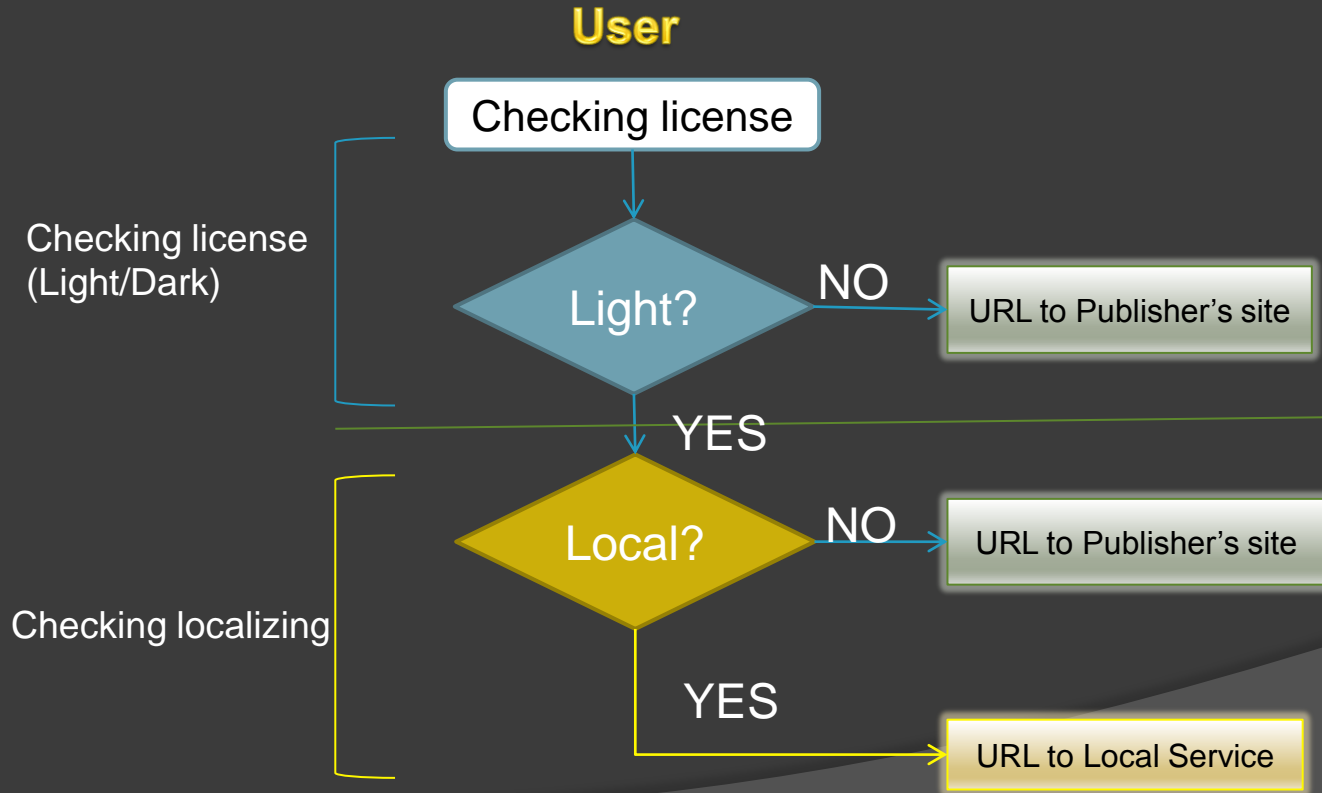 User
Checking license
Checking license
(Light/Dark)
Light?
NO
URL to Publisher's site
YES
Local?
NO
URL to Publisher's site
Checking localizing
YES
URL to Local Service